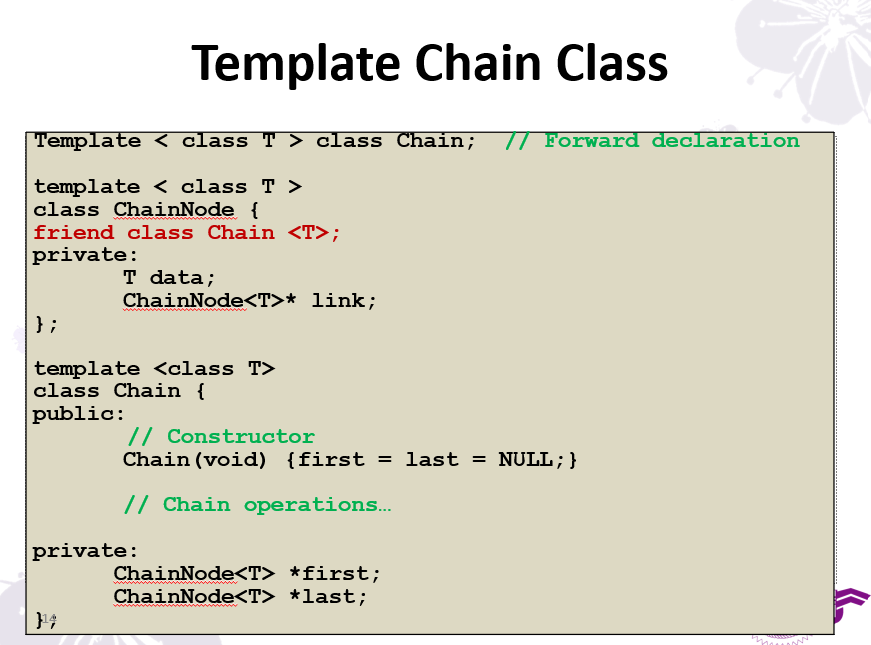 Template Chain Class
Template < class T > class Chain;  // Forward declaration
template < class T >
class ChainNode {
friend class Chain <T>;
private:
T data;
ChainNode<T>* link;
};
template <class T>
class Chain {
public:
// Constructor
Chain(void) {first = last = NULL;}
// Chain operations…
private:
ChainNode<T> *first;
ChainNode<T> *last;
};
14